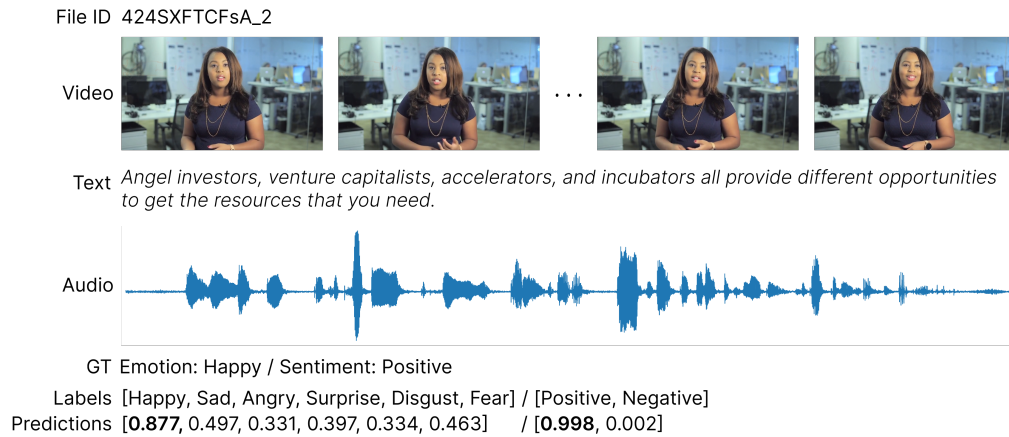 File ID 424SXFTCFsA_2
Video
. . .
Text Angel investors, venture capitalists, accelerators, and incubators all provide different opportunities
to get the resources that you need.
Audio
GT Emotion: Happy / Sentiment: Positive
Labels [Happy, Sad, Angry, Surprise, Disgust, Fear] / [Positive, Negative]
Predictions [0.877, 0.497, 0.331, 0.397, 0.334, 0.463] / [0.998, 0.002]